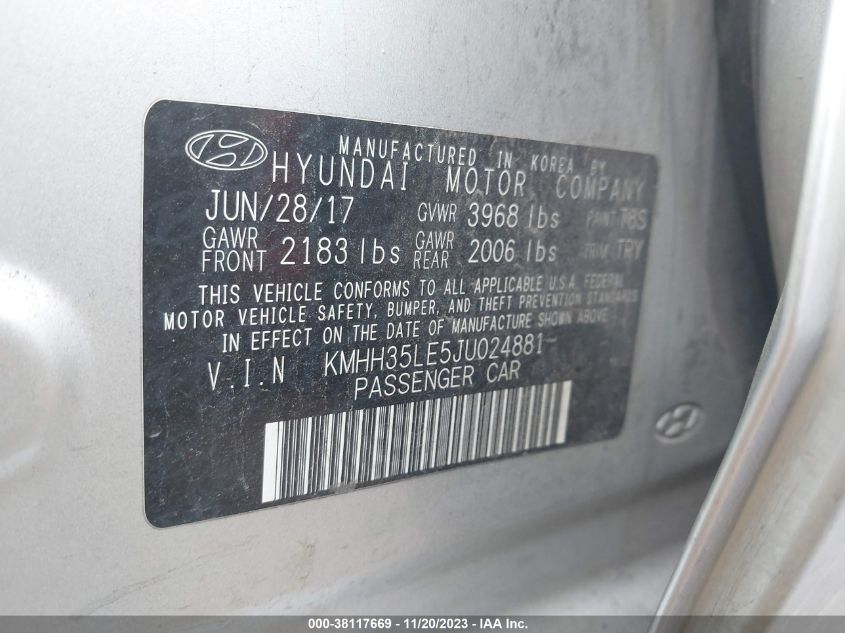 MANUFACTURED IN KOREA BY
HYUNDAI MOTOR COMPANY
JUN/28/17 GVWR 3968 lbs PAINT T8S
GAWR FRONT 2183 lbs GAWR REAR 2006 lbs TRIM TRY
THIS VEHICLE CONFORMS TO ALL APPLICABLE U.S.A. FEDERAL
MOTOR VEHICLE SAFETY, BUMPER, AND THEFT PREVENTION STANDARDS
IN EFFECT ON THE DATE OF MANUFACTURE SHOWN ABOVE.
V.I.N KMHH35LE5JU024881
PASSENGER CAR
000-38117669 - 11/20/2023 - IAA Inc.